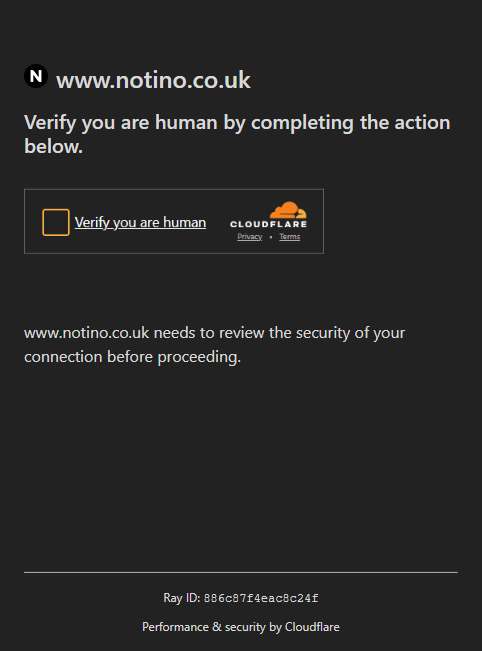 N www.notino.co.uk
Verify you are human by completing the action
below.
Verify you are human
CLOUDFLARE
Privacy • Terms
www.notino.co.uk needs to review the security of your
connection before proceeding.
Ray ID: 886c87f4eac8c24f
Performance & security by Cloudflare